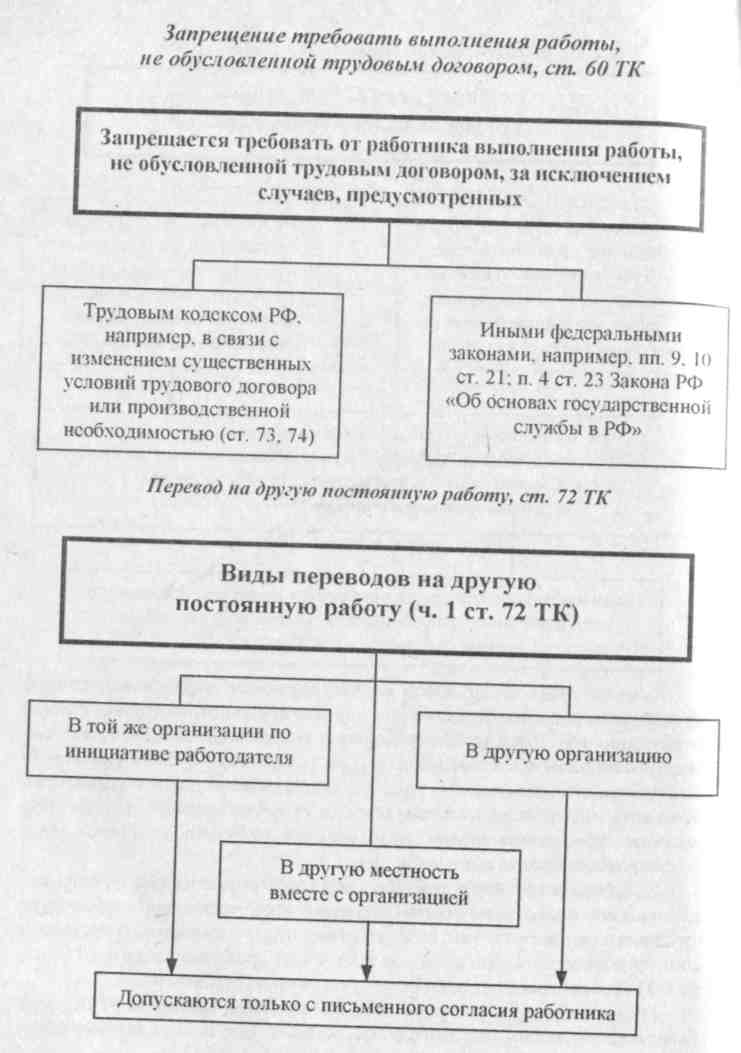 Запрещение требовать выполнения работы,
не обусловленной трудовым договором, ст. 60 ТК
Запрещается требовать от работника выполнения работы,
не обусловленной трудовым договором, за исключением
случаев, предусмотренных
Трудовым кодексом РФ,
например, в связи с
изменением существенных
условий трудового договора
или производственной
необходимостью (ст. 73, 74)
Иными федеральными
законами, например, пп. 9, 10
ст. 21; п. 4 ст. 23 Закона РФ
«Об основах государственной
службы в РФ»
Перевод на другую постоянную работу, ст. 72 ТК
Виды переводов на другую
постоянную работу (ч. 1 ст. 72 ТК)
В той же организации по
инициативе работодателя
В другую организацию
В другую местность
вместе с организацией
Допускаются только с письменного согласия работника